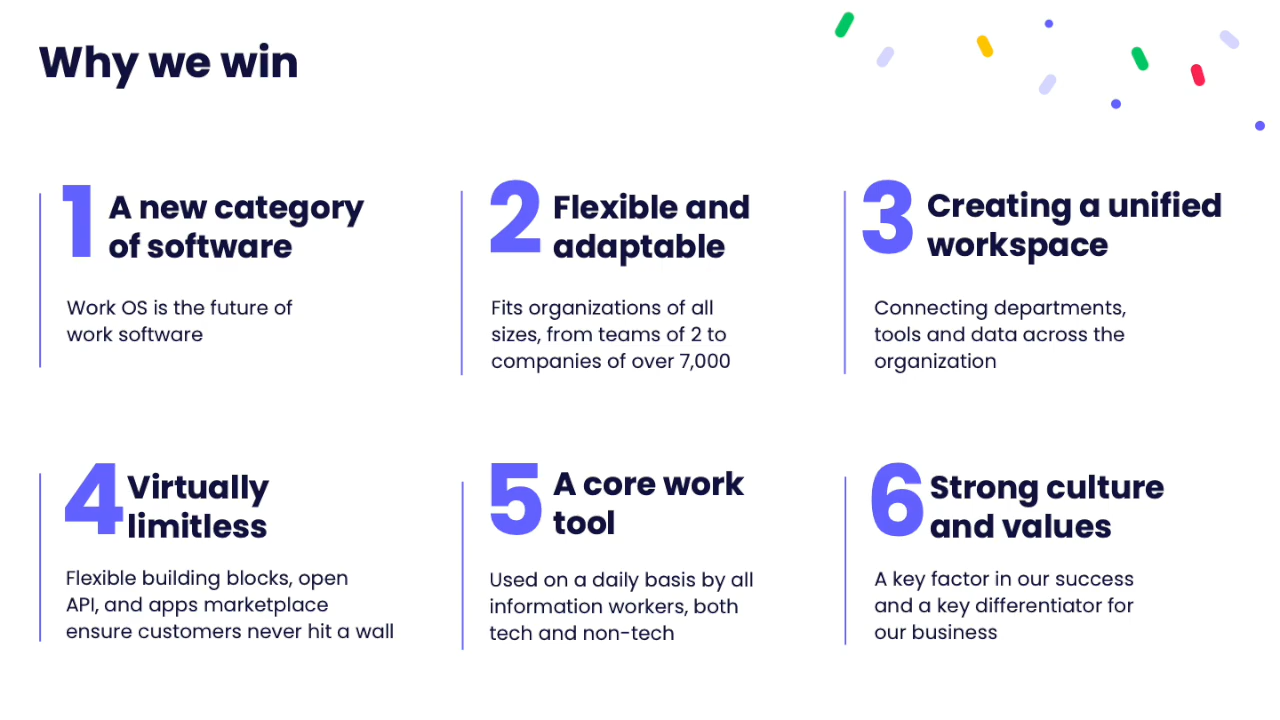 Why we win
1
A new category
of software
Work OS is the future of
work software
2
Flexible and
adaptable
Fits organizations of all
sizes, from teams of 2 to
companies of over 7,000
3
Creating a unified
workspace
Connecting departments,
tools and data across the
organization
4
Virtually
limitless
Flexible building blocks, open
API, and apps marketplace
ensure customers never hit a wall
5
A core work
tool
Used on a daily basis by all
information workers, both
tech and non-tech
6
Strong culture
and values
A key factor in our success
and a key differentiator for
our business